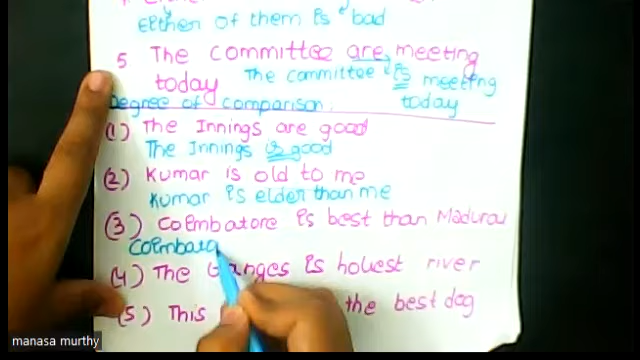 either of them is bad
5 The committee are meeting
today The committee is meeting
today
Degree of comparison:
(1) The Innings are good
The Innings is good
(2) Kumar is old to me
Kumar is elder than me
(3) Coimbatore is best than Madurai
Coimbato
(4) The Ganges is holiest river
(5) This the best dog
manasa murthy